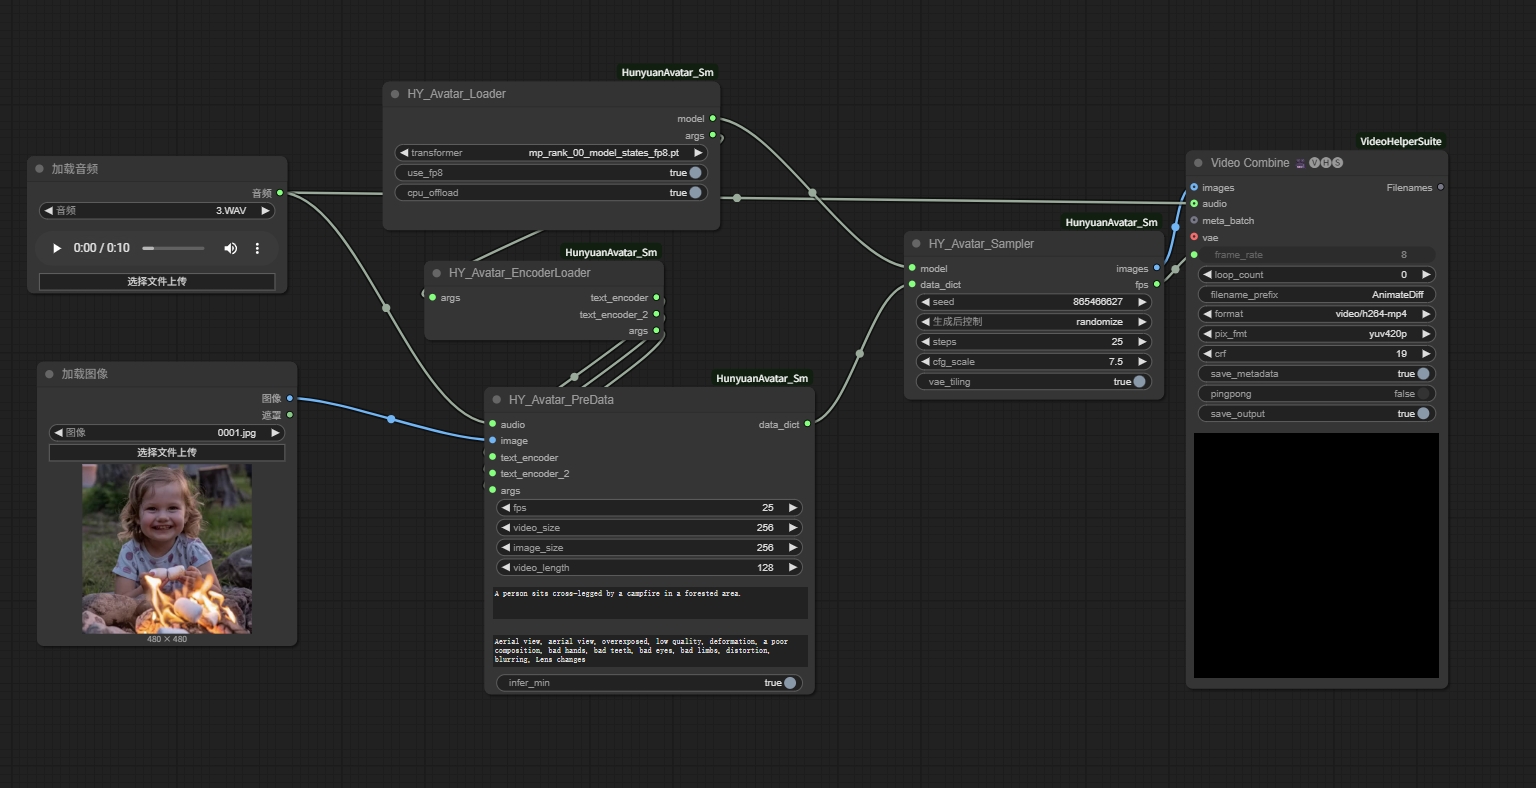 HunyuanAvatar_Sm
HY_Avatar_Loader
model
args
transformer mp_rank_00_model_states_fp8.pt
use_fp8 true
cpu_offload true
加载音频
音频
音频 3.WAV
0:00 / 0:10
选择文件上传
HunyuanAvatar_Sm
HY_Avatar_EncoderLoader
args text_encoder
text_encoder_2
args
加载图像
图像
遮罩
图像 0001.jpg
选择文件上传
480 × 480
HunyuanAvatar_Sm
HY_Avatar_PreData
audio data_dict
image
text_encoder
text_encoder_2
args
fps 25
video_size 256
image_size 256
video_length 128
A person sits cross-legged by a campfire in a forested area.
Aerial view, aerial view, overexposed, low quality, deformation, a poor
composition, bad hands, bad teeth, bad eyes, bad limbs, distortion,
blurring, Lens changes
infer_min true
HunyuanAvatar_Sm
HY_Avatar_Sampler
model images
data_dict fps
seed 865466627
生成后控制 randomize
steps 25
cfg_scale 7.5
vae_tiling true
VideoHelperSuite
Video Combine VHS
images Filenames
audio
meta_batch
vae
frame_rate 8
loop_count 0
filename_prefix AnimateDiff
format video/h264-mp4
pix_fmt yuv420p
crf 19
save_metadata true
pingpong false
save_output true